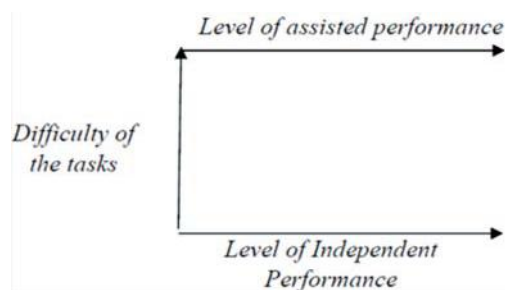 Level of assisted performance
Difficulty of
the tasks
Level of Independent
Performance